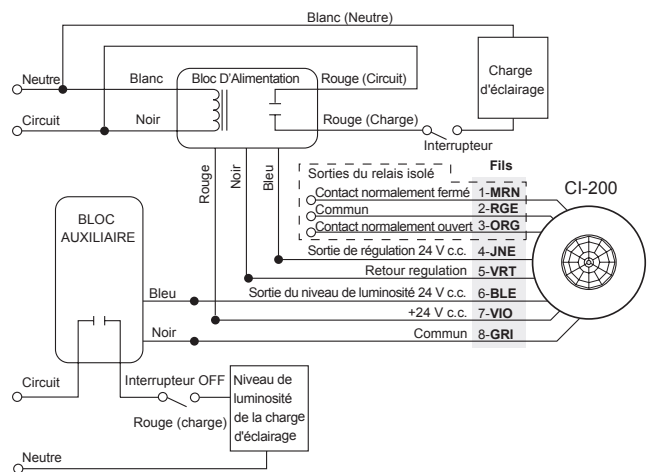 Blanc (Neutre)
Neutre
Blanc
Bloc D'Alimentation
Rouge (Circuit)
Charge
d'éclairage
Circuit
Noir
Rouge (Charge)
Interrupteur
Rouge
Noir
Bleu
Sorties du relais isolé
Fils
CI-200
Contact normalement fermé 1-MRN
Commun 2-RGE
Contact normalement ouvert 3-ORG
Sortie de régulation 24 V c.c. 4-JNE
Retour regulation 5-VRT
Sortie du niveau de luminosité 24 V c.c. 6-BLE
+24 V c.c. 7-VIO
Commun 8-GRI
BLOC
AUXILIAIRE
Bleu
Noir
Circuit
Interrupteur OFF
Rouge (charge)
Niveau de
luminosité
de la charge
d'éclairage
Neutre